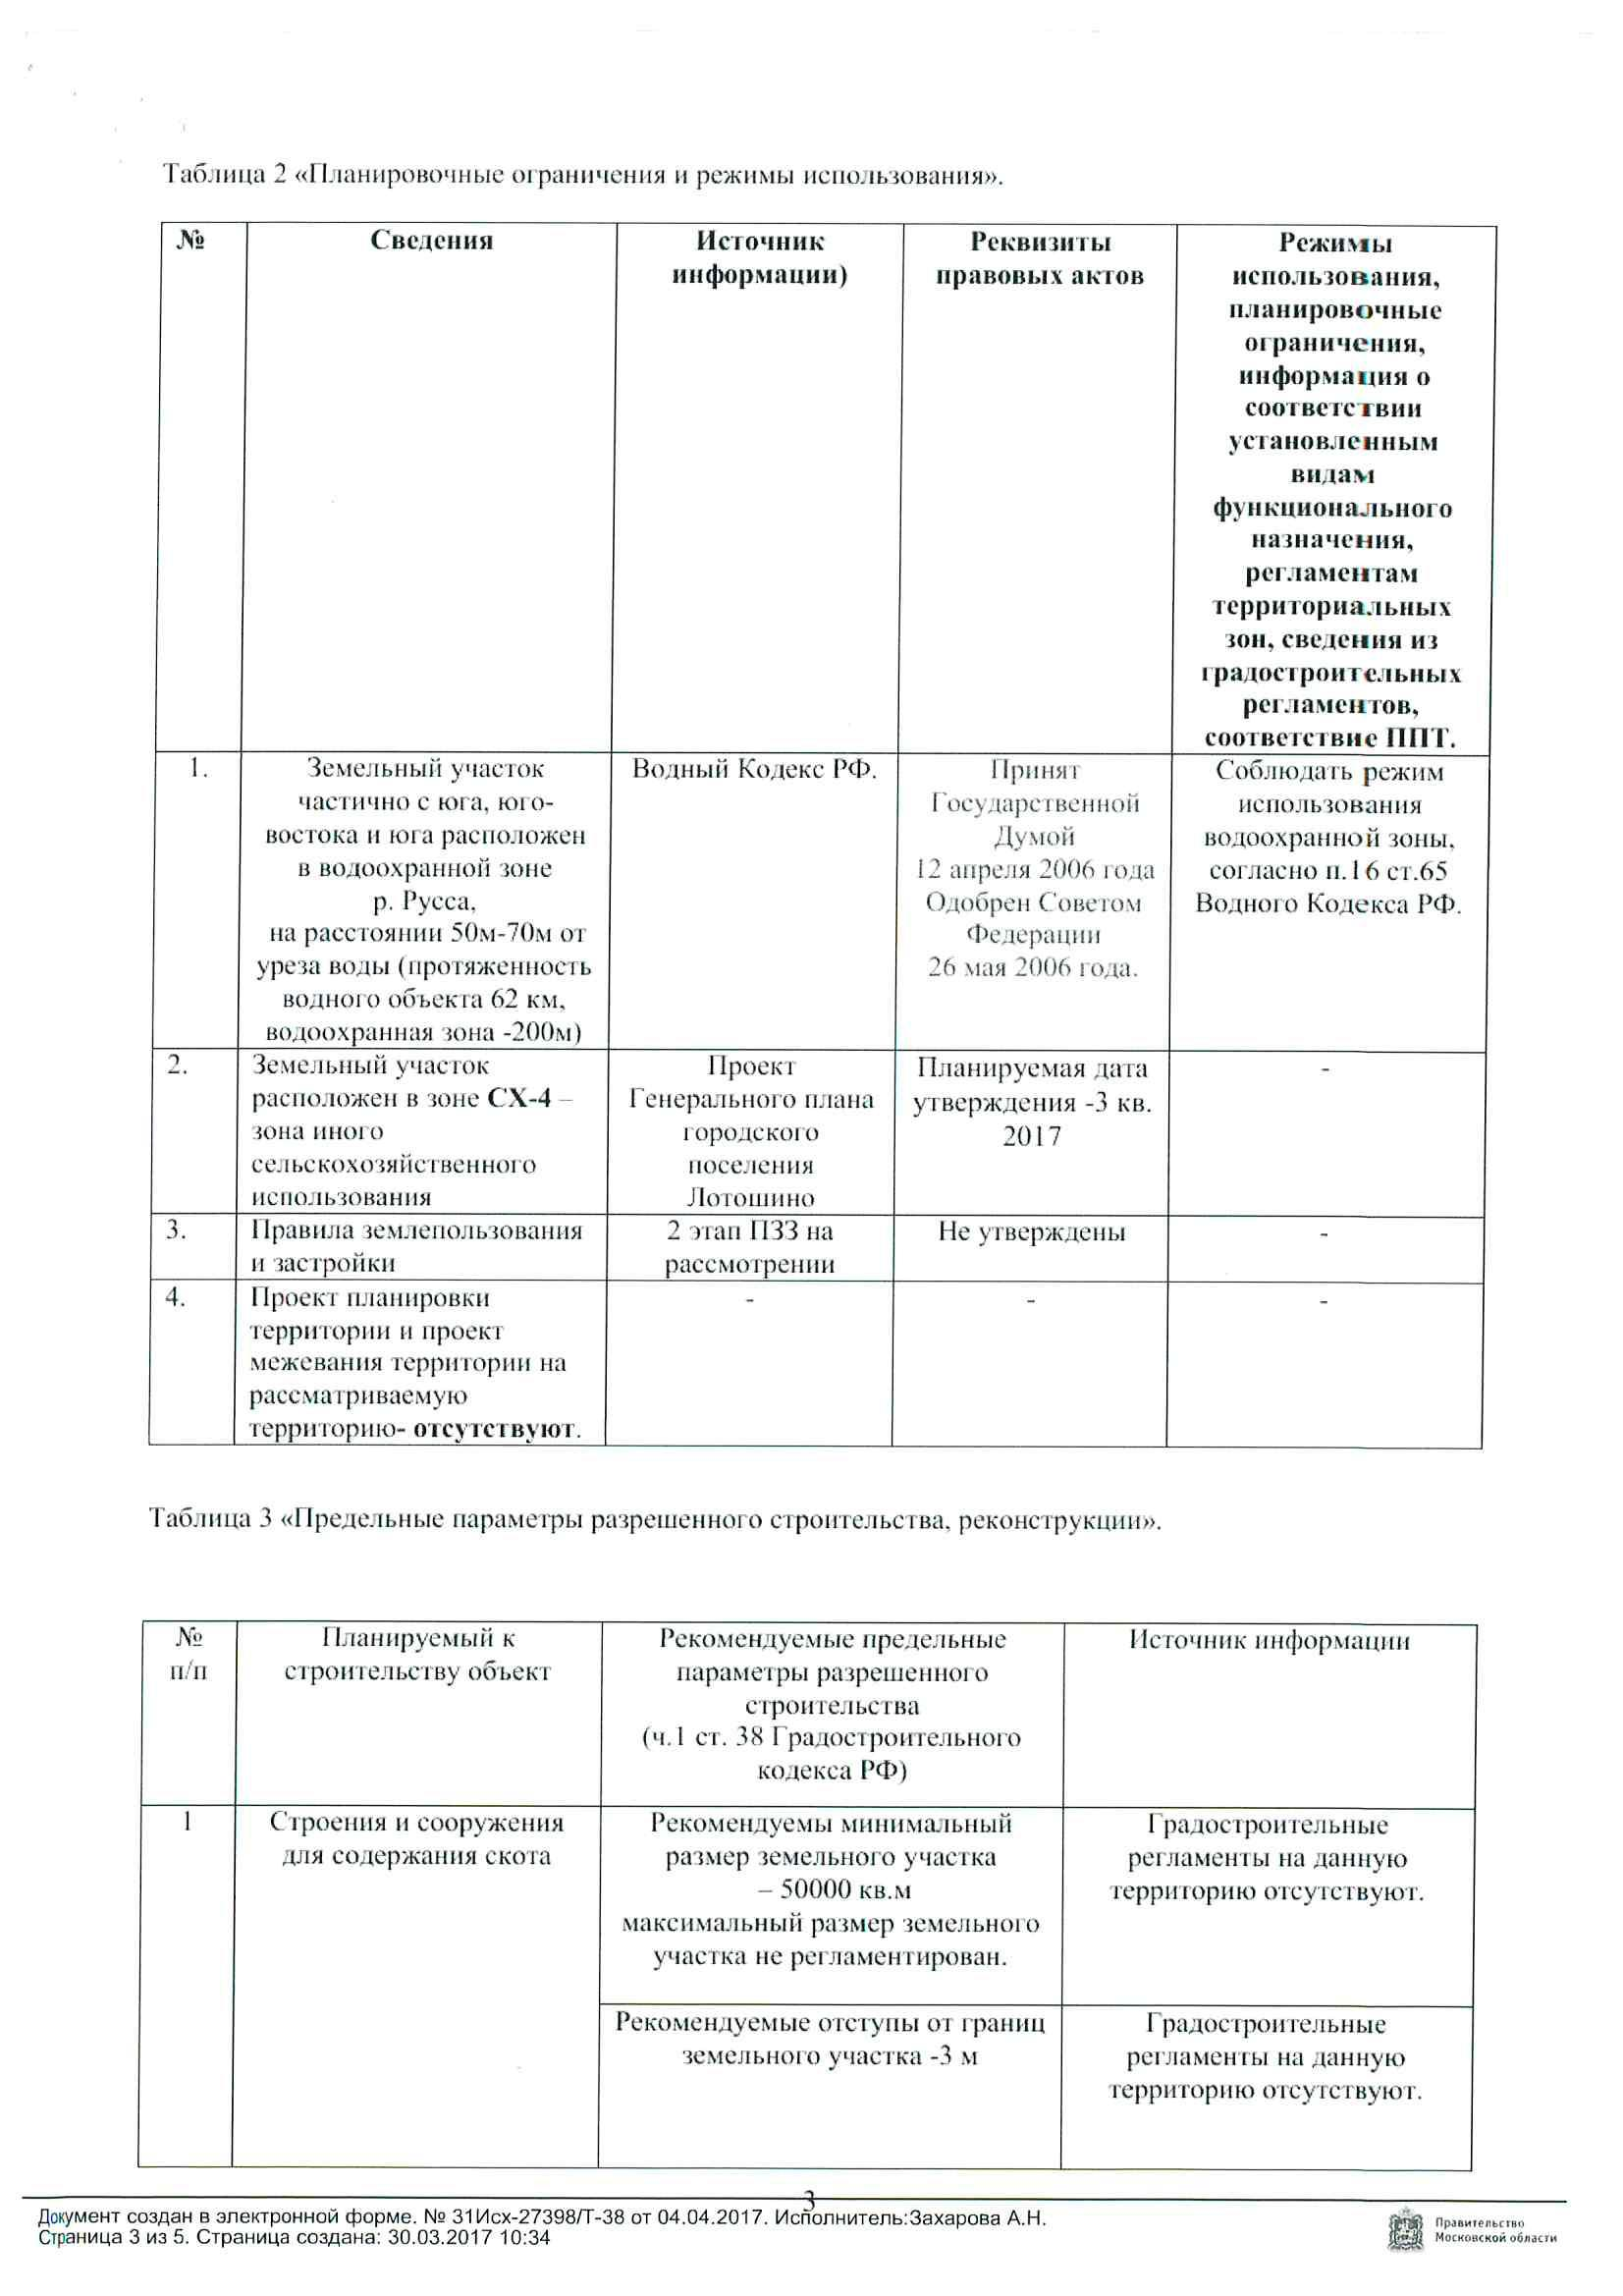 Таблица 2 «Планировочные ограничения и режимы использования».
№
Сведения
Источник
информации)
Реквизиты
правовых актов
Режимы
использования,
планировочные
ограничения,
информация о
соответствии
установленным
видам
функционального
назначения,
регламентам
территориальных
зон, сведения из
градостроительных
регламентов,
соответствие ППТ.
1.
Земельный участок
частично с юга, юго-
востока и юга расположен
в водоохранной зоне
р. Русса,
на расстоянии 50м-70м от
уреза воды (протяженность
водного объекта 62 км,
водоохранная зона -200м)
Водный Кодекс РФ.
Принят
Государственной
Думой
12 апреля 2006 года
Одобрен Советом
Федерации
26 мая 2006 года.
Соблюдать режим
использования
водоохранной зоны,
согласно п.16 ст.65
Водного Кодекса РФ.
2.
Земельный участок
расположен в зоне СХ-4 –
зона иного
сельскохозяйственного
использования
Проект
Генерального плана
городского
поселения
Лотошино
Планируемая дата
утверждения -3 кв.
2017
-
3.
Правила землепользования
и застройки
2 этап ПЗЗ на
рассмотрении
Не утверждены
-
4.
Проект планировки
территории и проект
межевания территории на
рассматриваемую
территорию- отсутствуют.
-
-
-
Таблица 3 «Предельные параметры разрешенного строительства, реконструкции».
№
п/п
Планируемый к
строительству объект
Рекомендуемые предельные
параметры разрешенного
строительства
(ч.1 ст. 38 Градостроительного
кодекса РФ)
Источник информации
1
Строения и сооружения
для содержания скота
Рекомендуемы минимальный
размер земельного участка
– 50000 кв.м
максимальный размер земельного
участка не регламентирован.
Градостроительные
регламенты на данную
территорию отсутствуют.
Рекомендуемые отступы от границ
земельного участка -3 м
Градостроительные
регламенты на данную
территорию отсутствуют.
3
Документ создан в электронной форме. № 31Исх-27398/Т-38 от 04.04.2017. Исполнитель:Захарова А.Н.
Страница 3 из 5. Страница создана: 30.03.2017 10:34
Правительство
Московской области